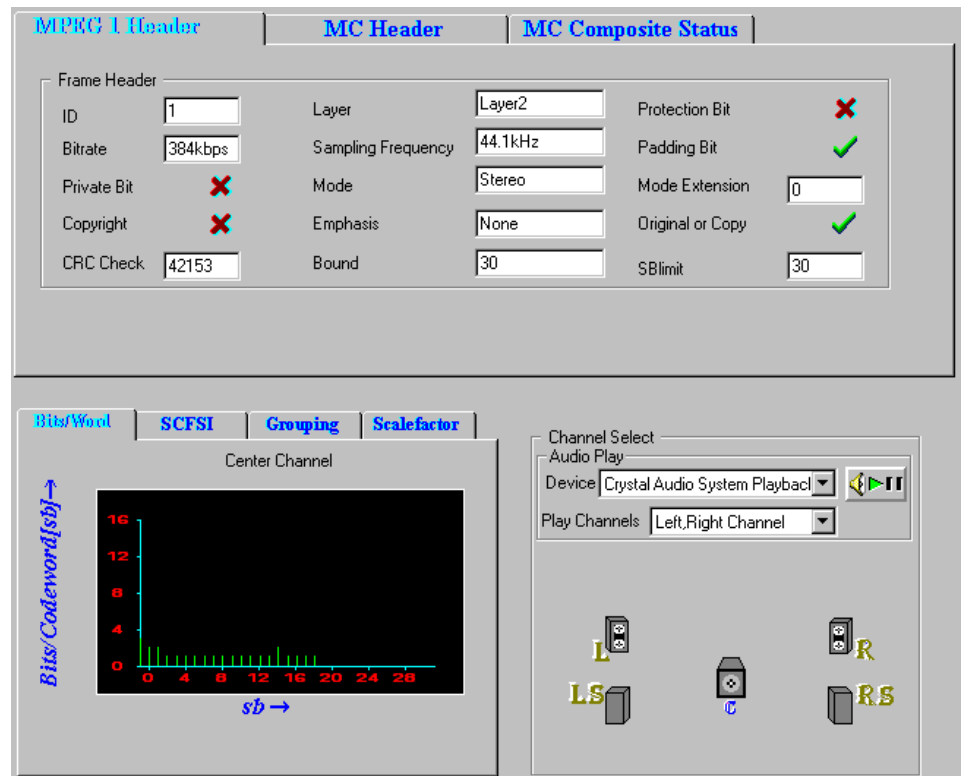 MPEG 1 Header MC Header MC Composite Status
Frame Header
ID 1 Layer Layer2 Protection Bit
Bitrate 384kbps Sampling Frequency 44.1kHz Padding Bit
Private Bit Mode Stereo Mode Extension 0
Copyright Emphasis None Original or Copy
CRC Check 42153 Bound 30 SBlimit 30
Bits/Word SCFSI Grouping Scalefactor
Center Channel
Bits/Codeword[sb]→
16
12
8
4
0
0 4 8 12 16 20 24 28
sb →
Channel Select
Audio Play
Device Crystal Audio System Playbacl
Play Channels Left,Right Channel
L R
LS C RS